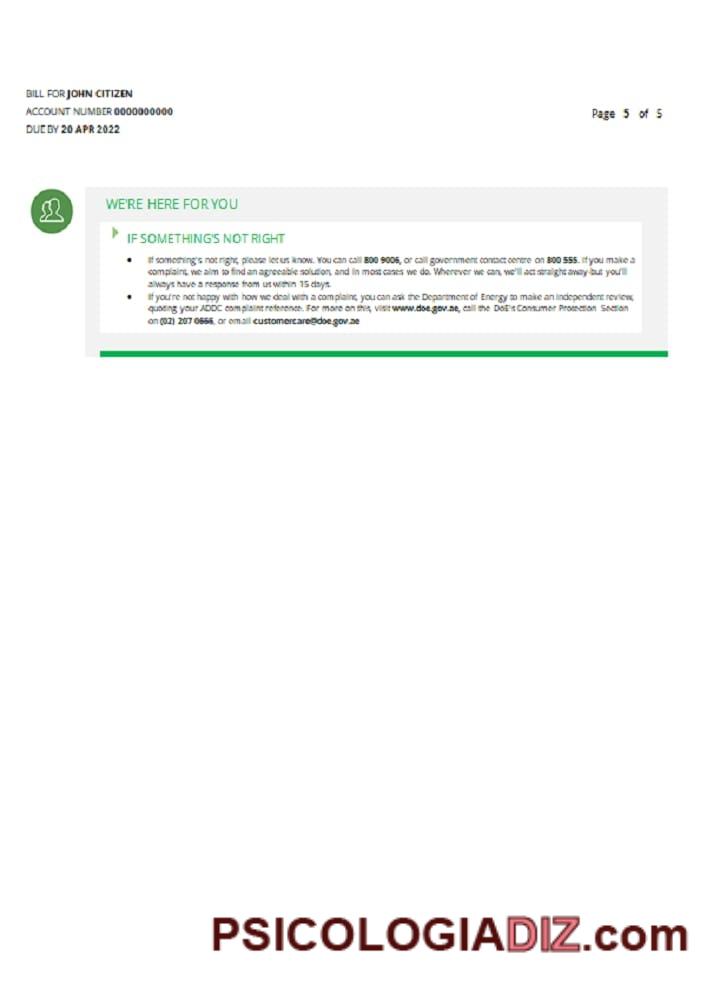 BILL FOR JOHN CITIZEN
ACCOUNT NUMBER 0000000000
DUE BY 20 APR 2022
Page 5 of 5
WE'RE HERE FOR YOU
IF SOMETHING'S NOT RIGHT
• If something's not right, please let us know. You can call 800 9006, or call government contact centre on 800 555. If you make a
complaint, we aim to find an agreeable solution, and in most cases we do. Wherever we can, we'll act straight away-but you'll
always have a response from us within 15 days.
• If you're not happy with how we deal with a complaint, you can ask the Department of Energy to make an independent review,
quoting your ADDC complaint reference. For more on this, visit www.doe.gov.ae, call the DoE's Consumer Protection Section
on (02) 207 0555, or email customercare@doe.gov.ae
PSICOLOGIADIZ.com